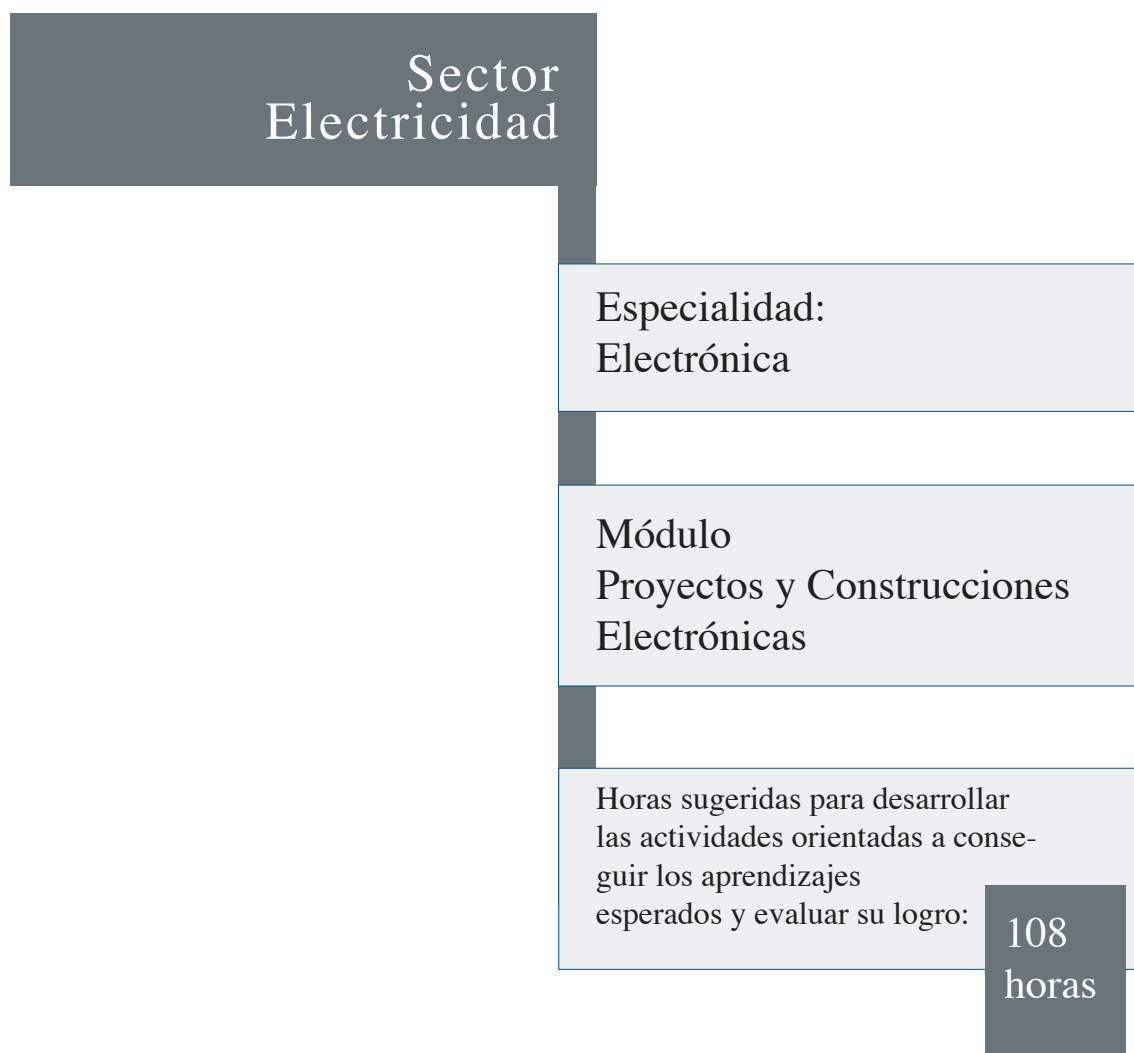 Sector
Electricidad
Especialidad:
Electrónica
Módulo
Proyectos y Construcciones
Electrónicas
Horas sugeridas para desarrollar
las actividades orientadas a conse-
guir los aprendizajes
esperados y evaluar su logro:
108
horas